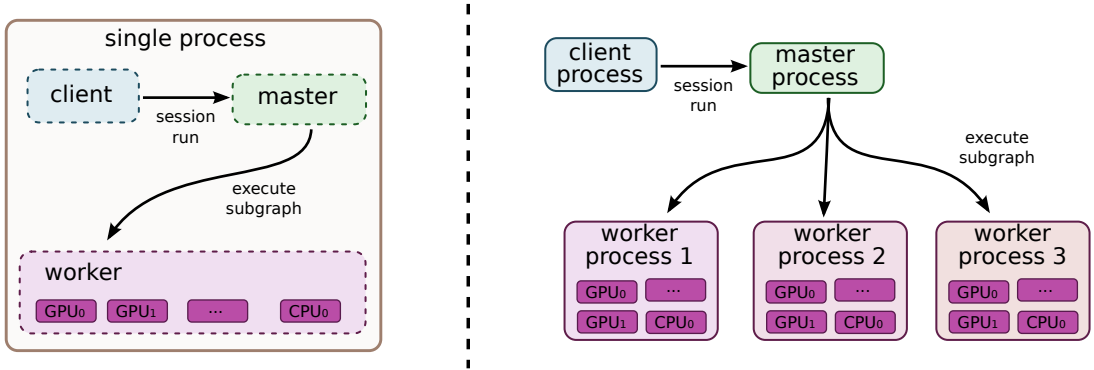 single process
client
session
run
master
execute
subgraph
worker
GPU₀
GPU₁
...
CPU₀
client
process
session
run
master
process
execute
subgraph
worker
process 1
GPU₀
...
GPU₁
CPU₀
worker
process 2
GPU₀
...
GPU₁
CPU₀
worker
process 3
GPU₀
...
GPU₁
CPU₀